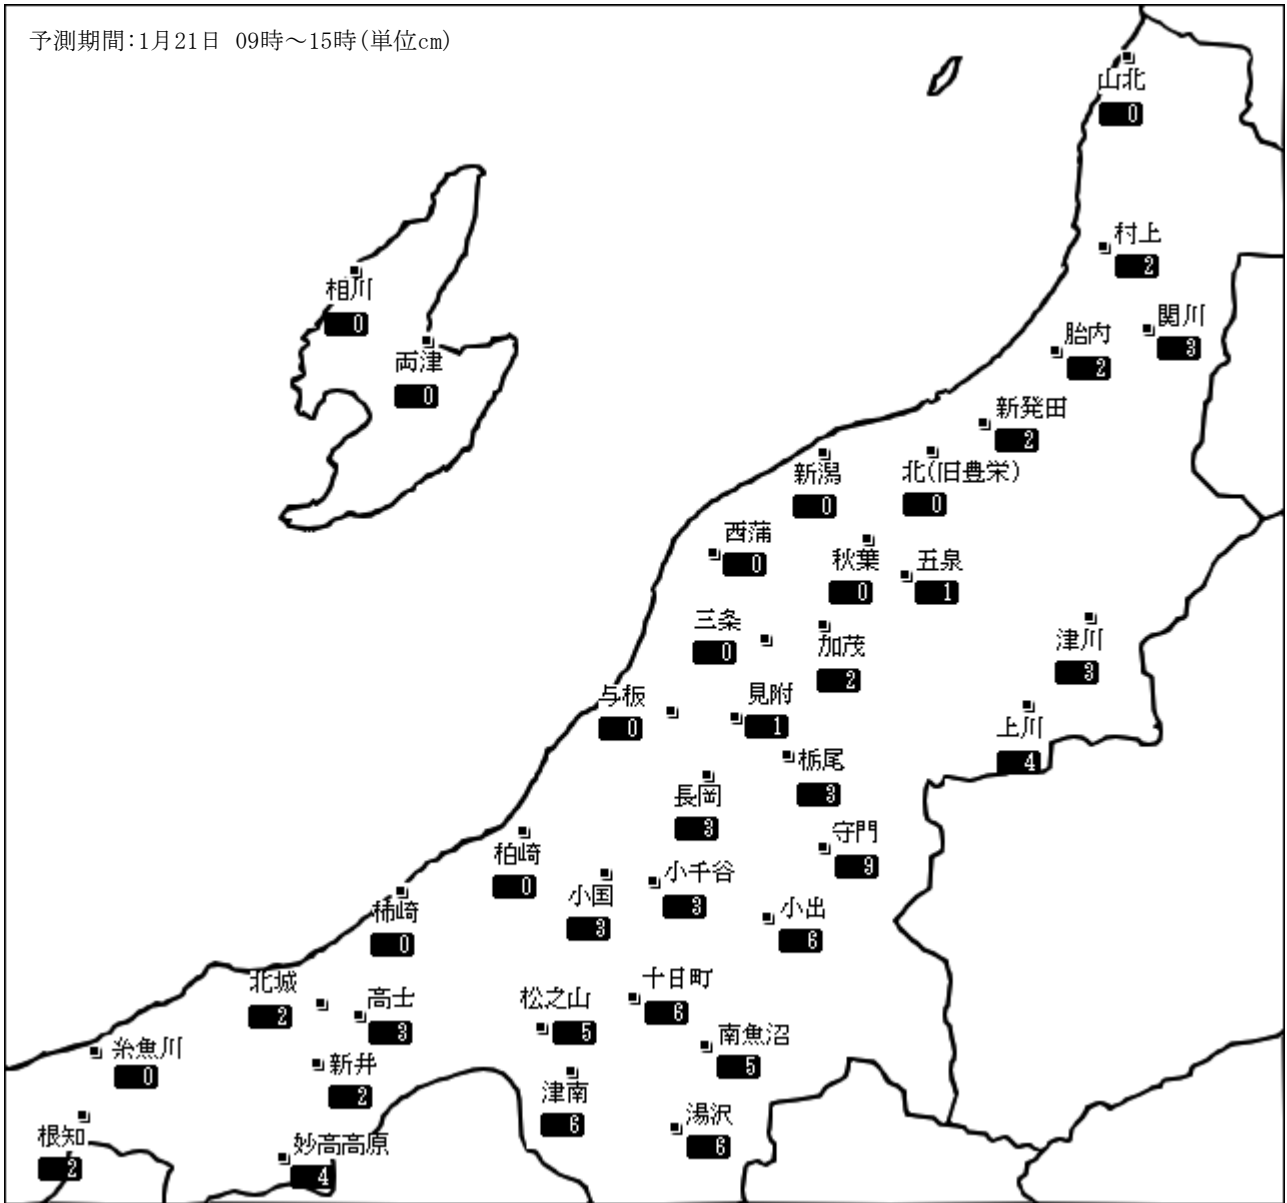 予測期間:1月21日 09時～15時(単位cm)
山北
0
村上
2
相川
0
関川
3
胎内
2
両津
0
新発田
2
新潟
0
北(旧豊栄)
0
西蒲
0
秋葉
0
五泉
1
三条
0
加茂
2
津川
3
与板
0
見附
1
上川
4
栃尾
3
長岡
3
守門
9
柏崎
0
小千谷
3
小国
3
小出
6
柿崎
0
北城
2
高士
3
松之山
5
十日町
6
南魚沼
5
糸魚川
0
新井
2
津南
6
湯沢
6
根知
2
妙高高原
4